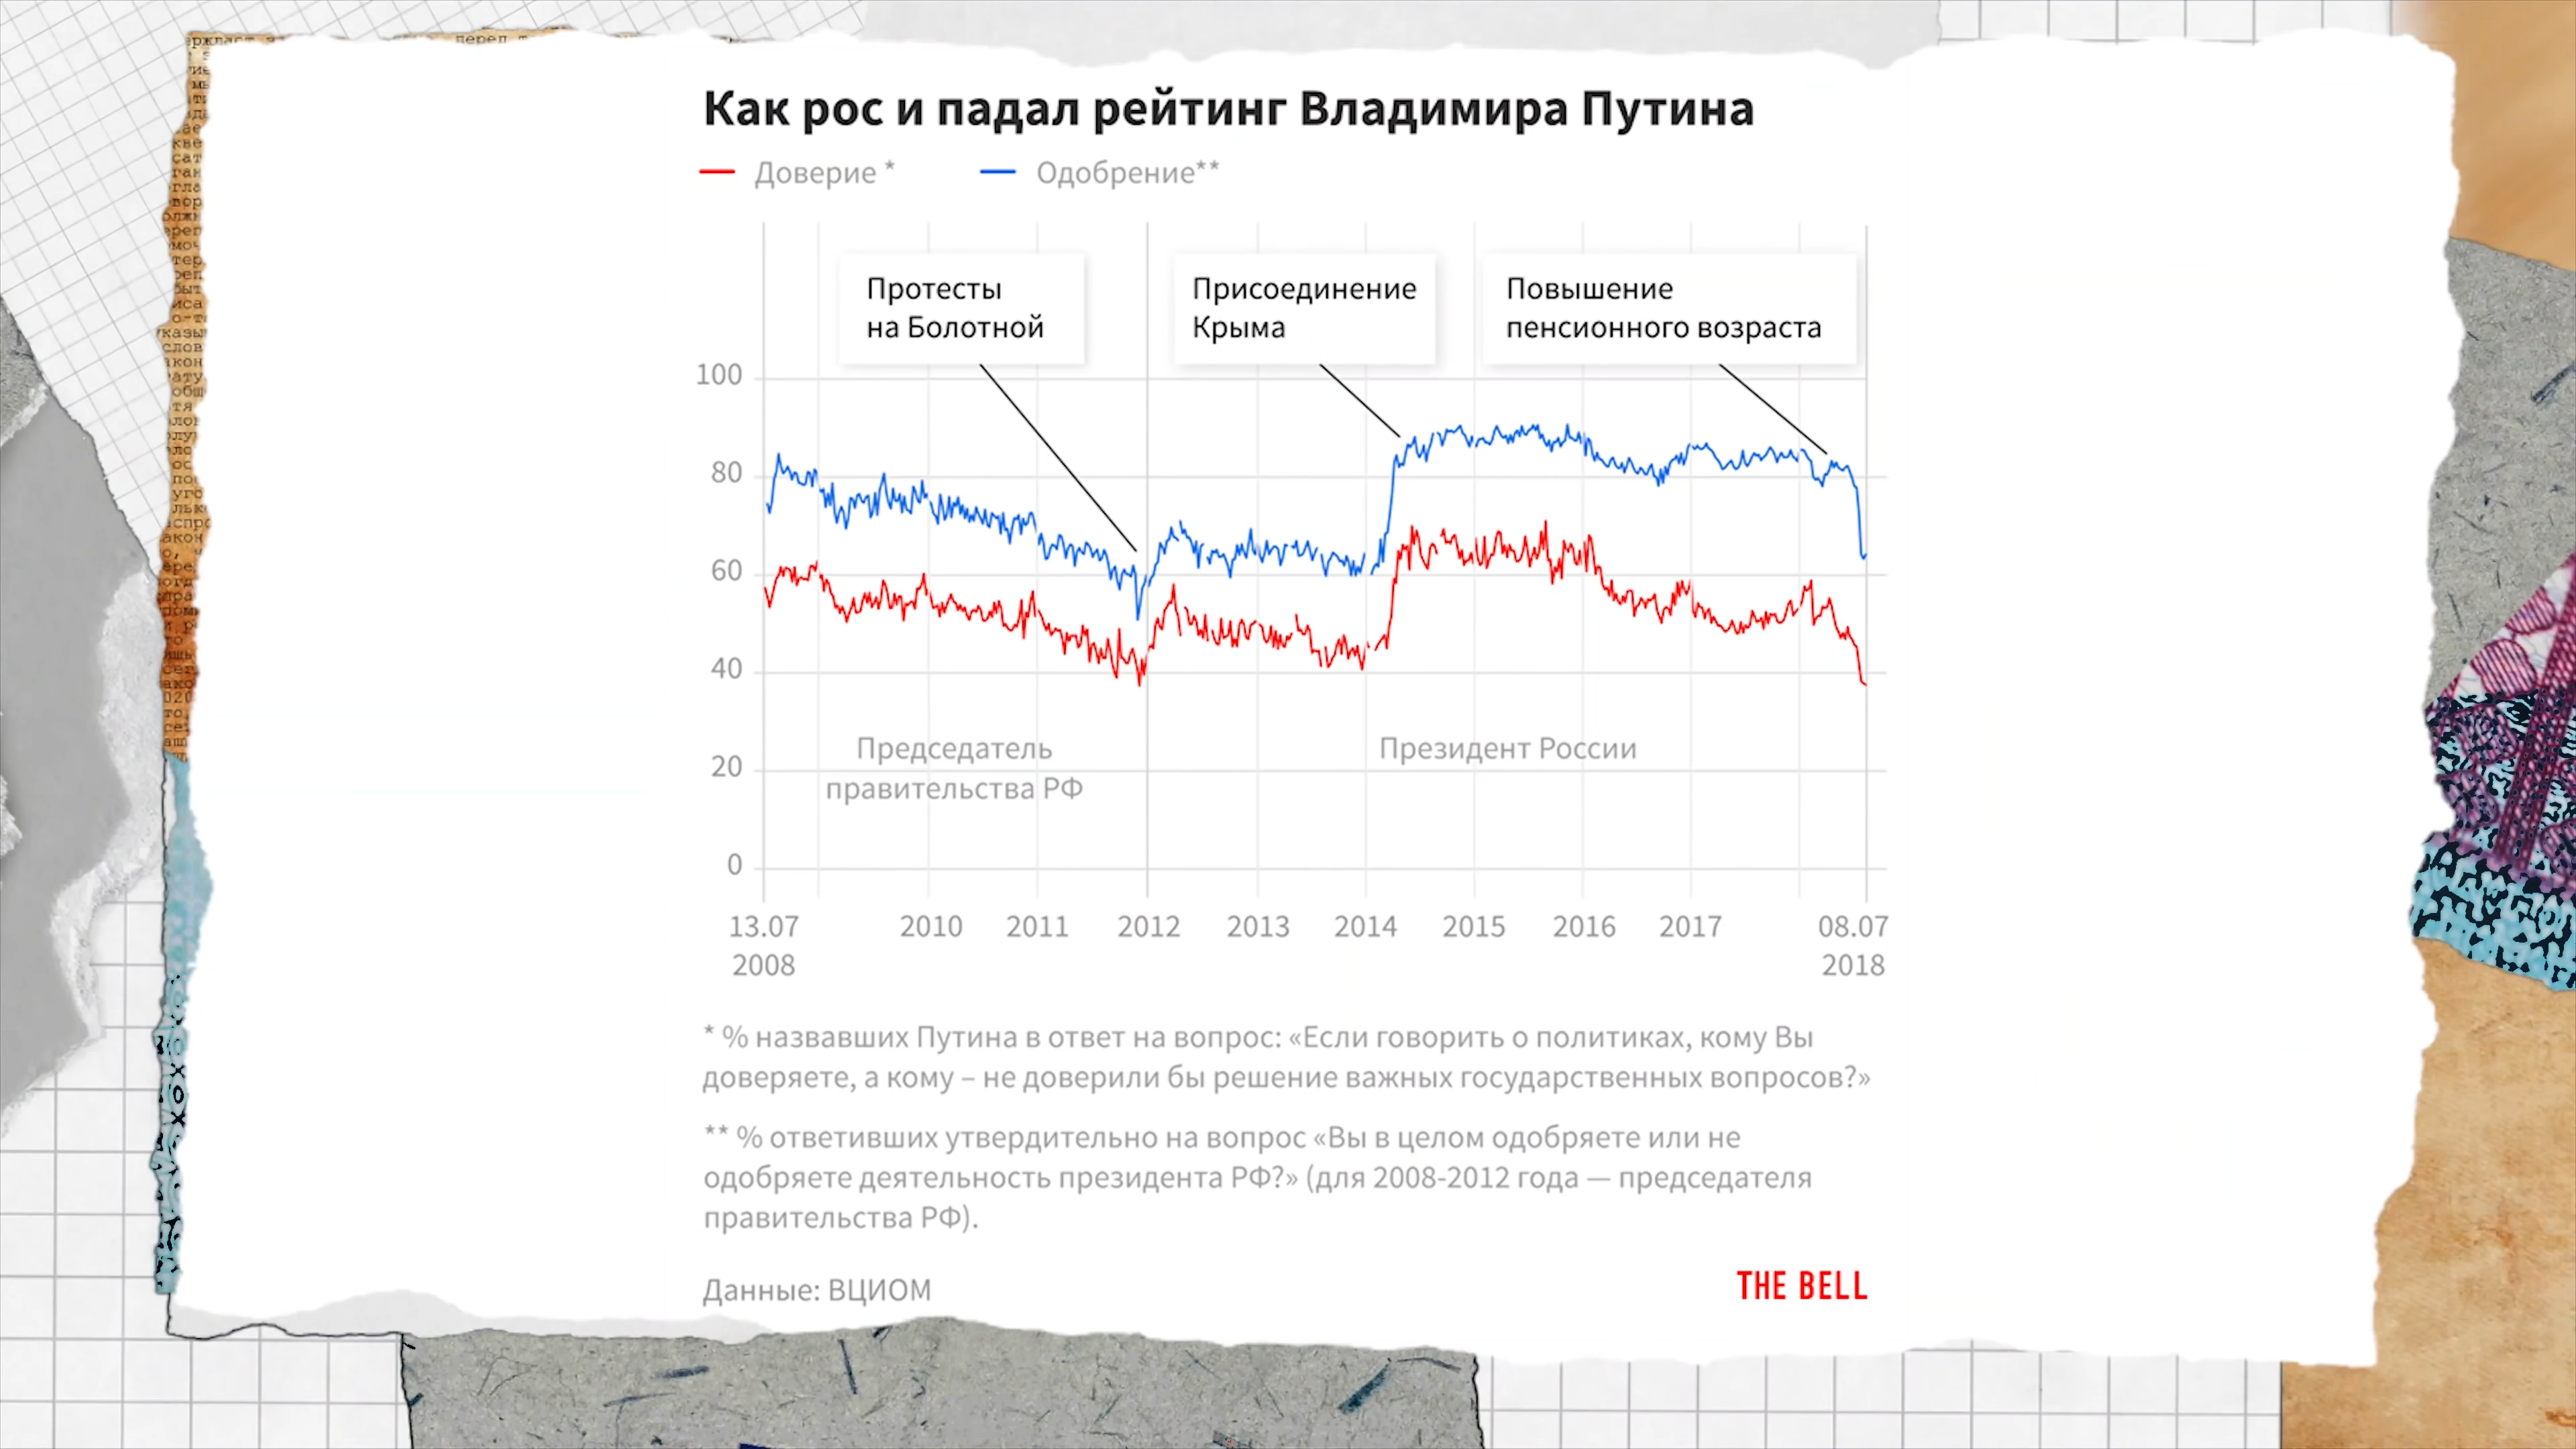 Как рос и падал рейтинг Владимира Путина
Доверие * Одобрение**
Протесты
на Болотной
Присоединение
Крыма
Повышение
пенсионного возраста
100
80
60
40
20
0
Председатель
правительства РФ
Президент России
13.07 2010 2011 2012 2013 2014 2015 2016 2017 08.07
2008 2018
* % назвавших Путина в ответ на вопрос: «Если говорить о политиках, кому Вы
доверяете, а кому – не доверили бы решение важных государственных вопросов?»
** % ответивших утвердительно на вопрос «Вы в целом одобряете или не
одобряете деятельность президента РФ?» (для 2008-2012 года — председателя
правительства РФ).
Данные: ВЦИОМ
THE BELL